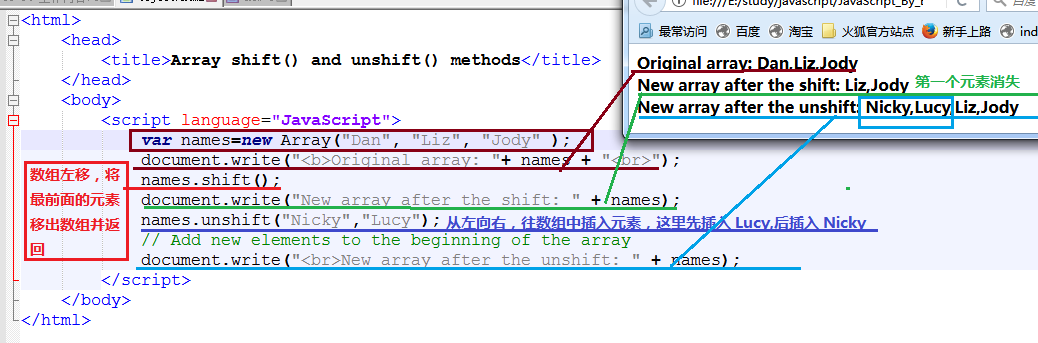 file:///E:/study/javascript/JavaScript_By_
最常访问 百度 淘宝 火狐官方站点 新手上路 ind
Original array: Dan,Liz,Jody
New array after the shift: Liz,Jody 第一个元素消失
New array after the unshift: Nicky,Lucy,Liz,Jody
<html>
<head>
<title>Array shift() and unshift() methods</title>
</head>
<body>
<script language="JavaScript">
var names=new Array("Dan", "Liz", "Jody" );
document.write("<b>Original array: "+ names + "<br>");
names.shift();
document.write("New array after the shift: " + names);
names.unshift("Nicky","Lucy"); 从左向右，往数组中插入元素，这里先插入 Lucy,后插入 Nicky
// Add new elements to the beginning of the array
document.write("<br>New array after the unshift: " + names);
</script>
</body>
</html>
数组左移，将
最前面的元素
移出数组并返
回